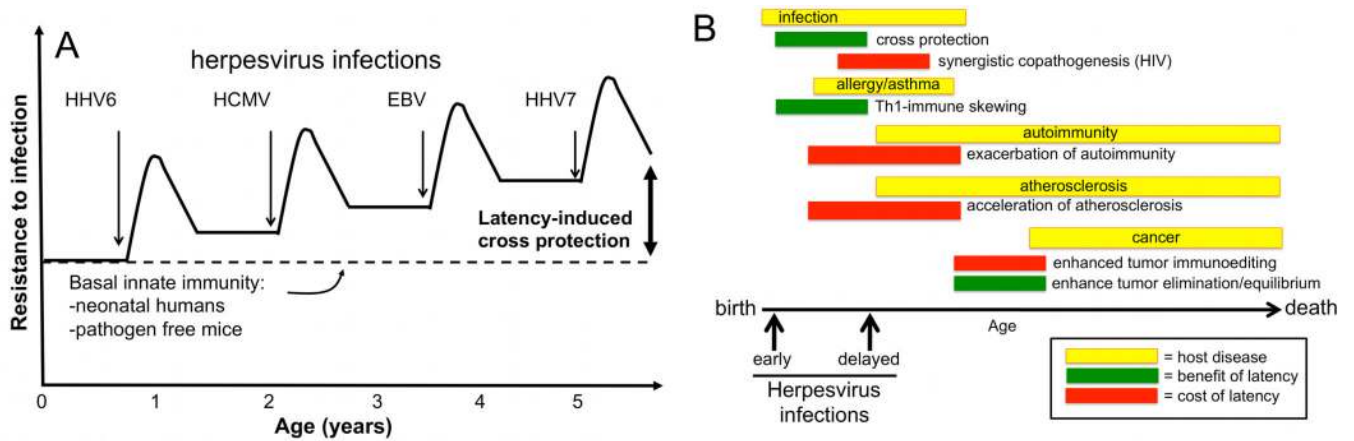 A
herpesvirus infections
HHV6
HCMV
EBV
HHV7
Resistance to infection
Latency-induced
cross protection
Basal innate immunity:
-neonatal humans
-pathogen free mice
0
1
2
3
4
5
Age (years)
B
infection
cross protection
synergistic copathogenesis (HIV)
allergy/asthma
Th1-immune skewing
autoimmunity
exacerbation of autoimmunity
atherosclerosis
acceleration of atherosclerosis
cancer
enhanced tumor immunoediting
enhance tumor elimination/equilibrium
birth
death
Age
early
delayed
Herpesvirus
infections
= host disease
= benefit of latency
= cost of latency